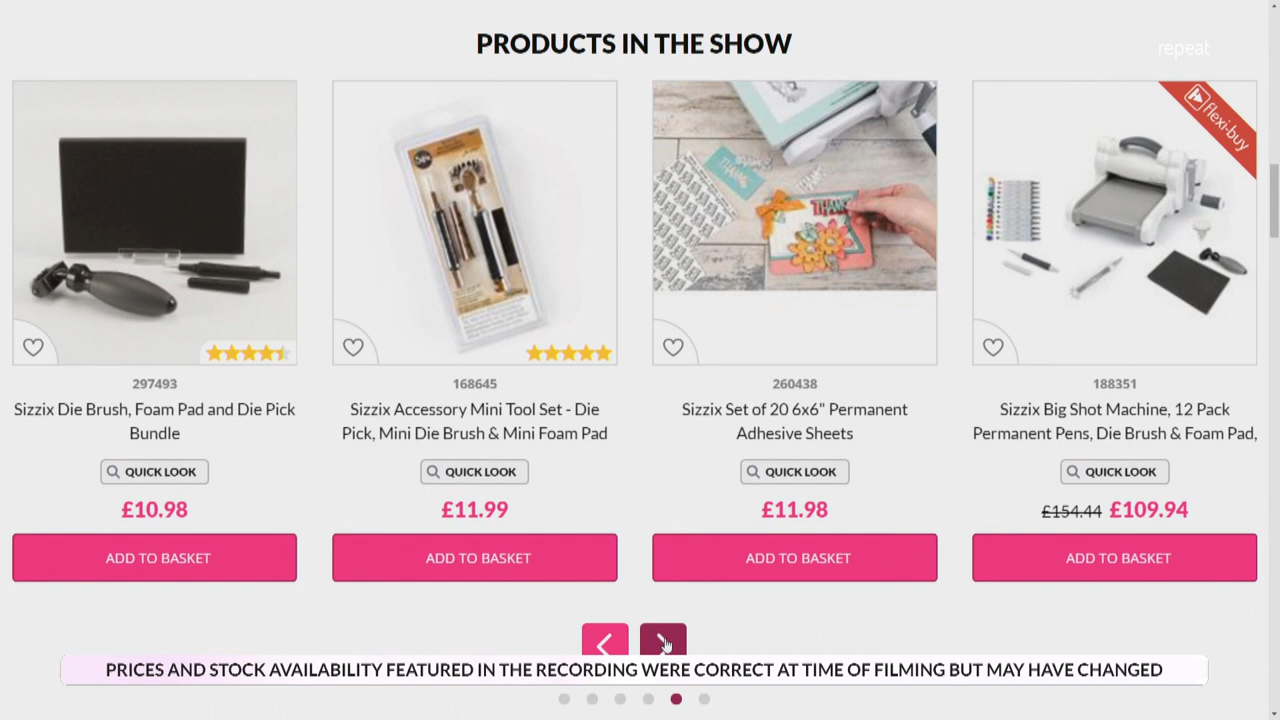 PRODUCTS IN THE SHOW
repeat
flexi-buy
297493
Sizzix Die Brush, Foam Pad and Die Pick
Bundle
QUICK LOOK
£10.98
ADD TO BASKET
168645
Sizzix Accessory Mini Tool Set - Die
Pick, Mini Die Brush & Mini Foam Pad
QUICK LOOK
£11.99
ADD TO BASKET
260438
Sizzix Set of 20 6x6" Permanent
Adhesive Sheets
QUICK LOOK
£11.98
ADD TO BASKET
188351
Sizzix Big Shot Machine, 12 Pack
Permanent Pens, Die Brush & Foam Pad,
QUICK LOOK
£154.44 £109.94
ADD TO BASKET
PRICES AND STOCK AVAILABILITY FEATURED IN THE RECORDING WERE CORRECT AT TIME OF FILMING BUT MAY HAVE CHANGED